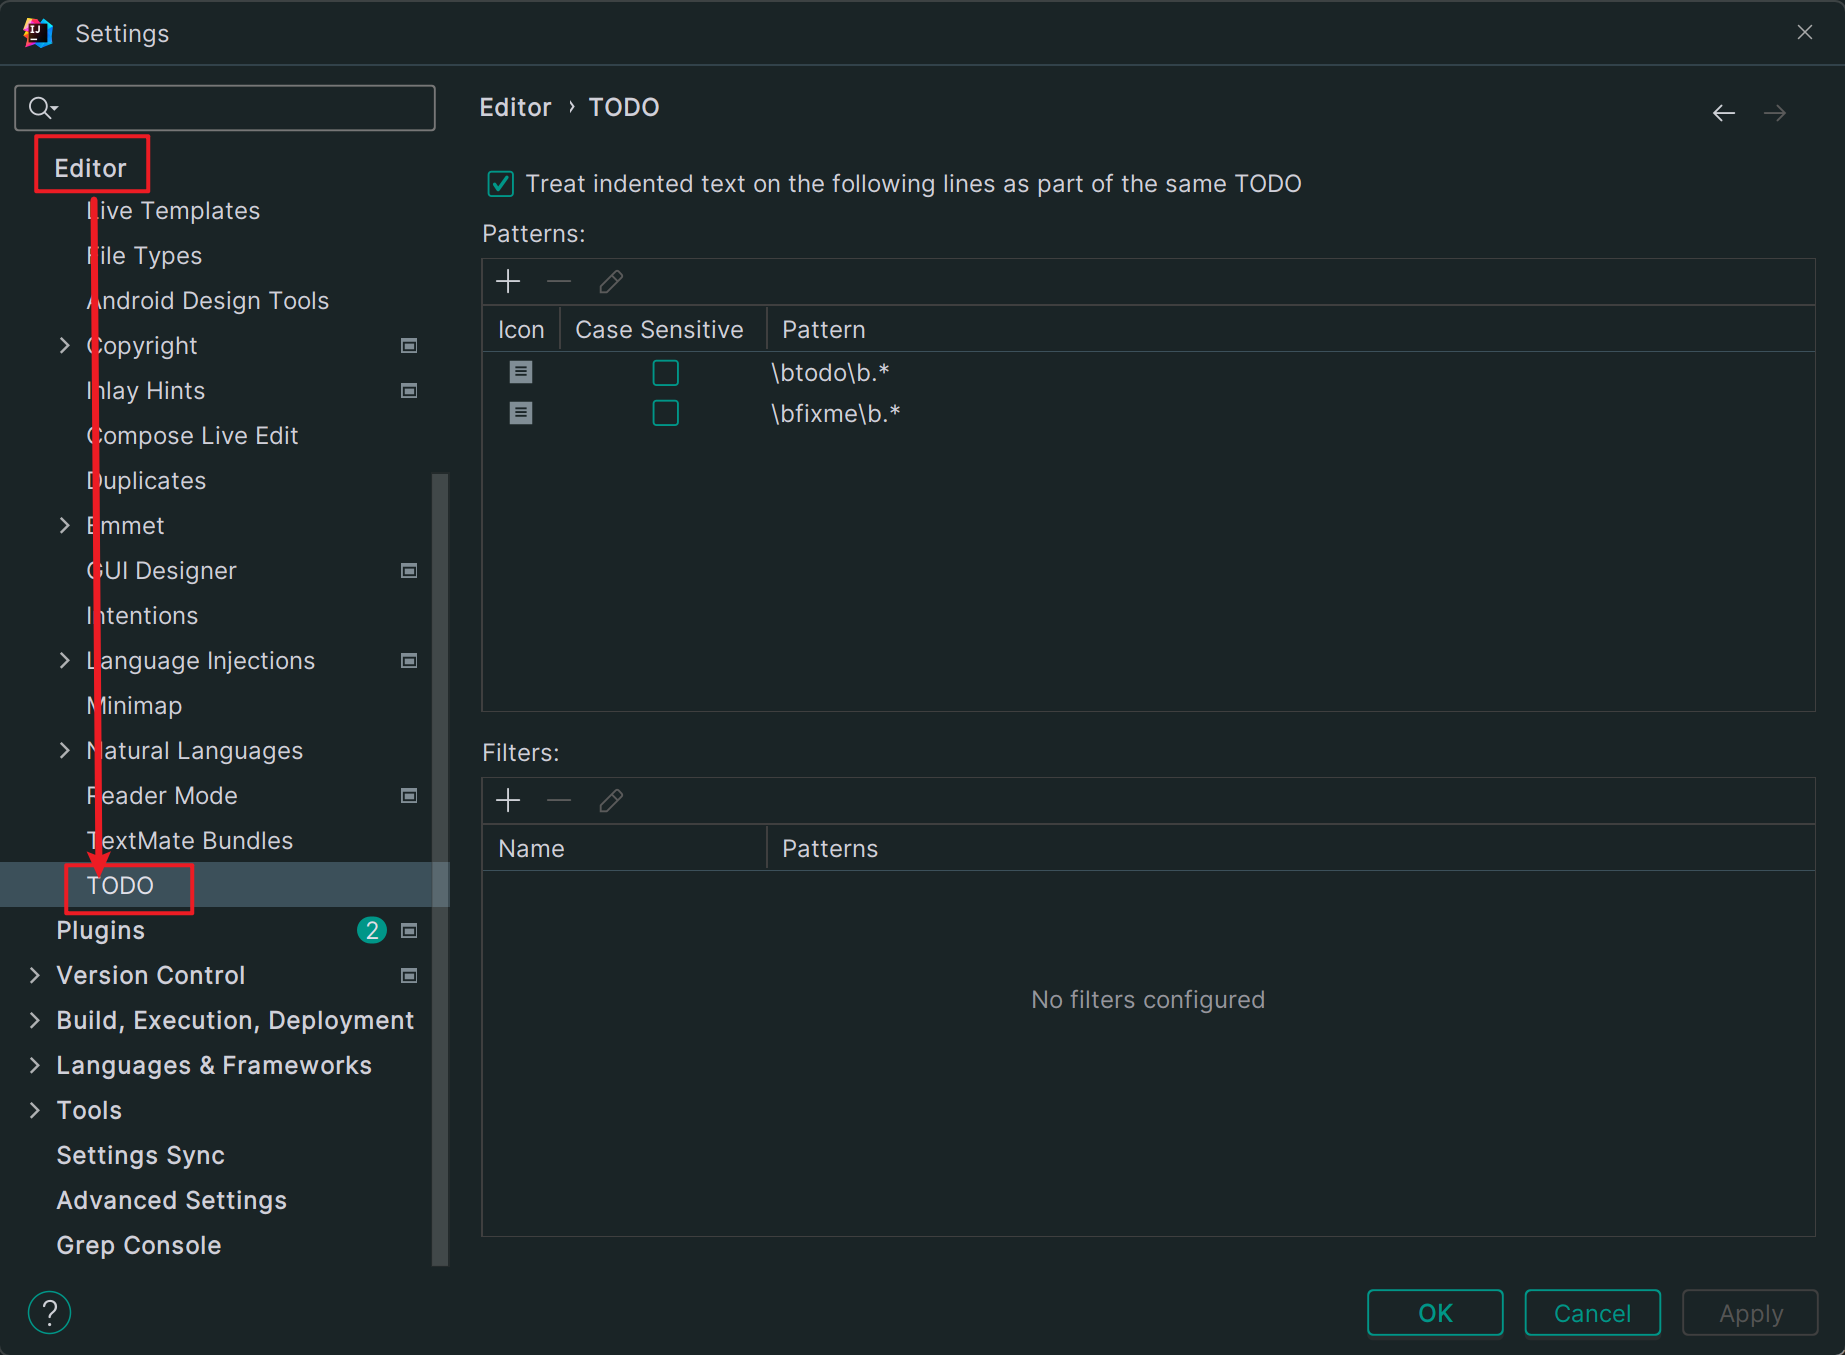 Settings
Editor
Live Templates
File Types
Android Design Tools
Copyright
Inlay Hints
Compose Live Edit
Duplicates
Emmet
GUI Designer
Intentions
Language Injections
Minimap
Natural Languages
Reader Mode
TextMate Bundles
TODO
Plugins 2
Version Control
Build, Execution, Deployment
Languages & Frameworks
Tools
Settings Sync
Advanced Settings
Grep Console
?
Editor › TODO
Treat indented text on the following lines as part of the same TODO
Patterns:
Icon Case Sensitive Pattern
\btodo\b.*
\bfixme\b.*
Filters:
Name Patterns
No filters configured
OK Cancel Apply